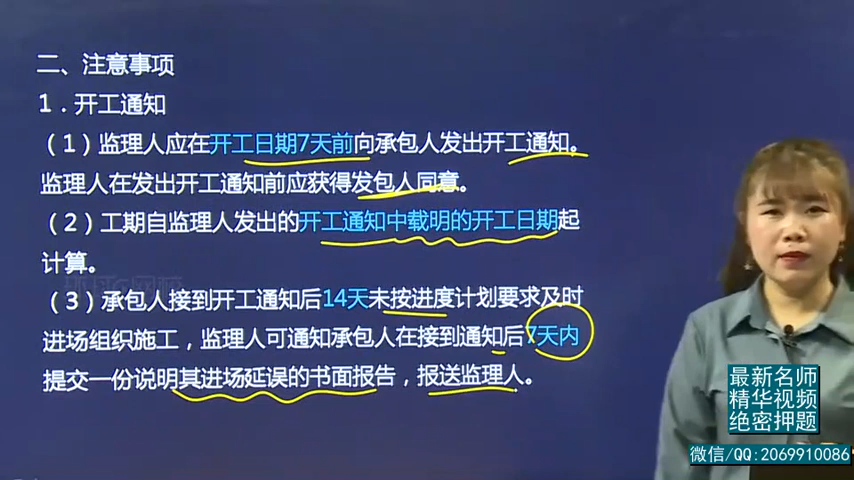 二、注意事项
1．开工通知
（1）监理人应在开工日期7天前向承包人发出开工通知。
监理人在发出开工通知前应获得发包人同意。
（2）工期自监理人发出的开工通知中载明的开工日期起
计算。
（3）承包人接到开工通知后14天未按进度计划要求及时
进场组织施工，监理人可通知承包人在接到通知后7天内
提交一份说明其进场延误的书面报告，报送监理人。
最新名师
精华视频
绝密押题
微信/QQ:2069910086